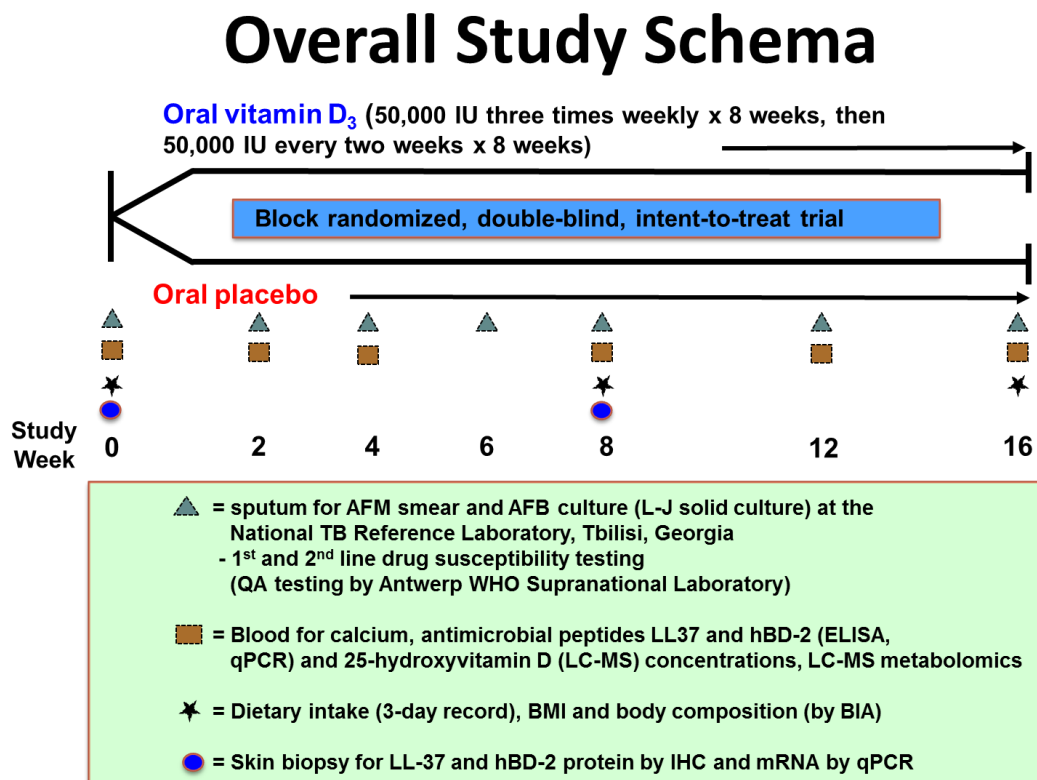 Overall Study Schema
Oral vitamin D3 (50,000 IU three times weekly x 8 weeks, then
50,000 IU every two weeks x 8 weeks)
Block randomized, double-blind, intent-to-treat trial
Oral placebo
Study
Week
0 2 4 6 8 12 16
= sputum for AFM smear and AFB culture (L-J solid culture) at the
National TB Reference Laboratory, Tbilisi, Georgia
- 1st and 2nd line drug susceptibility testing
(QA testing by Antwerp WHO Supranational Laboratory)
= Blood for calcium, antimicrobial peptides LL37 and hBD-2 (ELISA,
qPCR) and 25-hydroxyvitamin D (LC-MS) concentrations, LC-MS metabolomics
= Dietary intake (3-day record), BMI and body composition (by BIA)
= Skin biopsy for LL-37 and hBD-2 protein by IHC and mRNA by qPCR